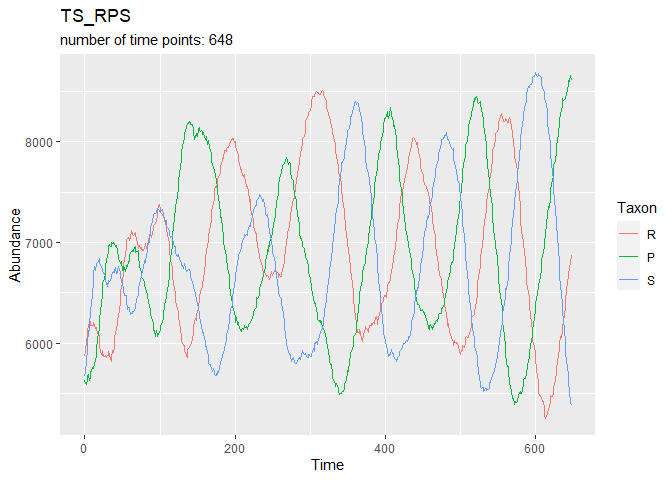 TS_RPS
number of time points: 648
Abundance
8000
7000
6000
0
200
400
600
Time
Taxon
R
P
S